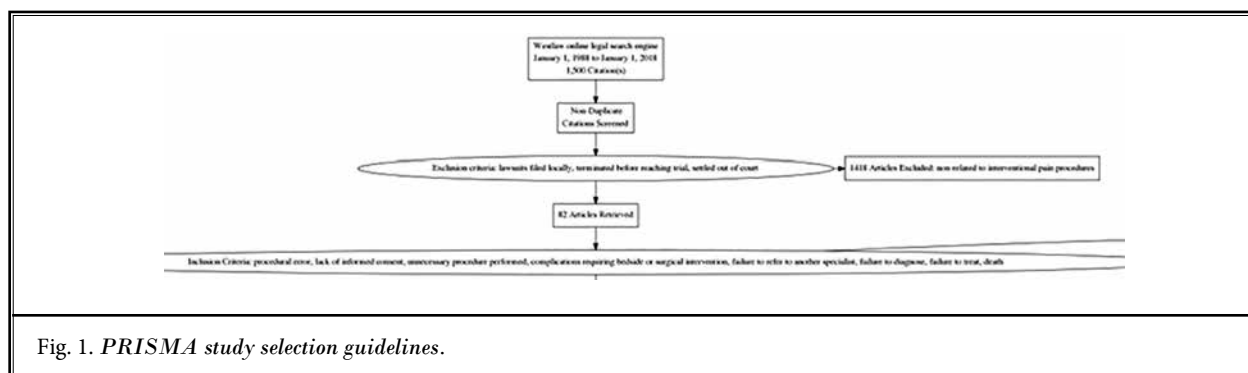 Westlaw online legal search engine
January 1, 1988 to January 1, 2018
1,500 Citation(s)
Non-Duplicate
Citations Screened
Exclusion criteria: lawsuits filed locally, terminated before reaching trial, settled out of court
1418 Articles Excluded: non-related to interventional pain procedures
82 Articles Retrieved
Inclusion Criteria: procedural error, lack of informed consent, unnecessary procedure performed, complications requiring bedside or surgical intervention, failure to refer to another specialist, failure to diagnose, failure to treat, death
Fig. 1. PRISMA study selection guidelines.